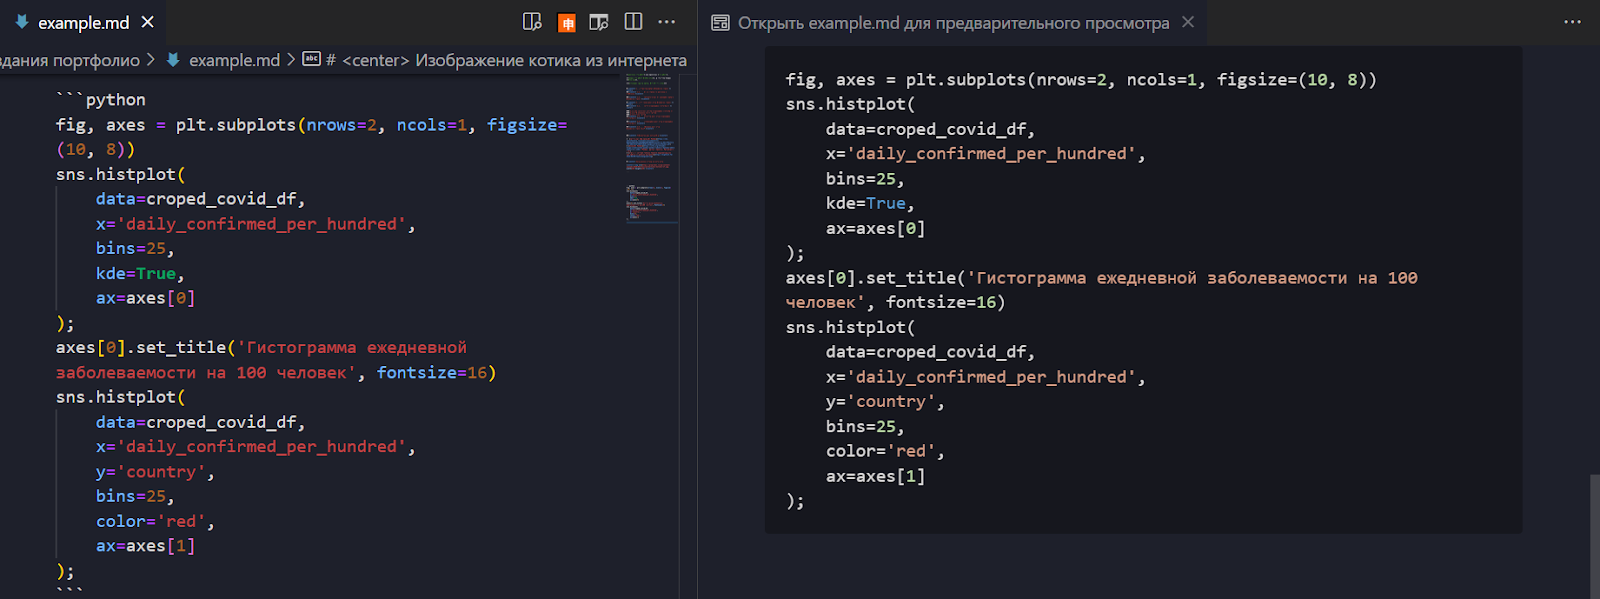 example.md
Открыть example.md для предварительного просмотра
здания портфолио > example.md > # <center> Изображение котика из интернета
```python
fig, axes = plt.subplots(nrows=2, ncols=1, figsize=
(10, 8))
sns.histplot(
    data=croped_covid_df,
    x='daily_confirmed_per_hundred',
    bins=25,
    kde=True,
    ax=axes[0]
);
axes[0].set_title('Гистограмма ежедневной
заболеваемости на 100 человек', fontsize=16)
sns.histplot(
    data=croped_covid_df,
    x='daily_confirmed_per_hundred',
    y='country',
    bins=25,
    color='red',
    ax=axes[1]
);
```
fig, axes = plt.subplots(nrows=2, ncols=1, figsize=(10, 8))
sns.histplot(
    data=croped_covid_df,
    x='daily_confirmed_per_hundred',
    bins=25,
    kde=True,
    ax=axes[0]
);
axes[0].set_title('Гистограмма ежедневной заболеваемости на 100
человек', fontsize=16)
sns.histplot(
    data=croped_covid_df,
    x='daily_confirmed_per_hundred',
    y='country',
    bins=25,
    color='red',
    ax=axes[1]
);